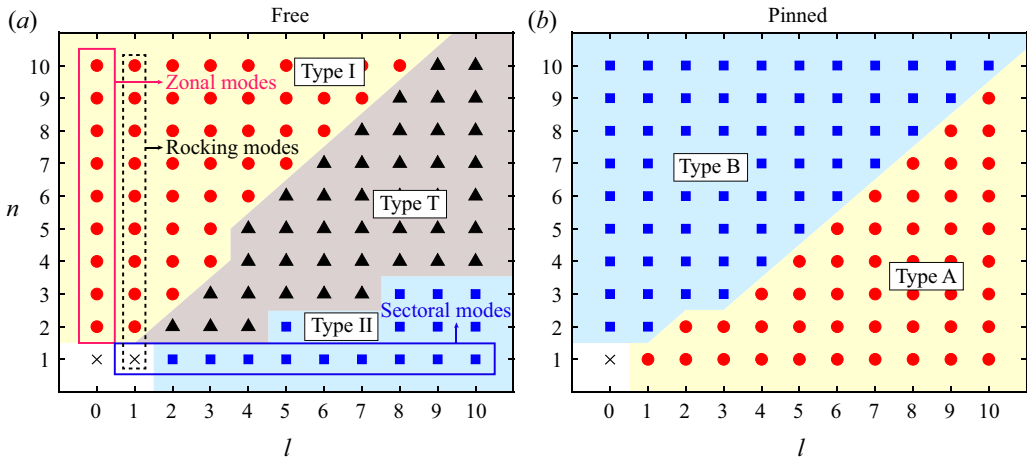 (a) Free
(b) Pinned
10
9
8
7
6
5
4
3
2
1
n
Type I
Zonal modes
Rocking modes
Type T
Type II
Sectoral modes
0 1 2 3 4 5 6 7 8 9 10
l
10
9
8
7
6
5
4
3
2
1
Type B
Type A
0 1 2 3 4 5 6 7 8 9 10
l